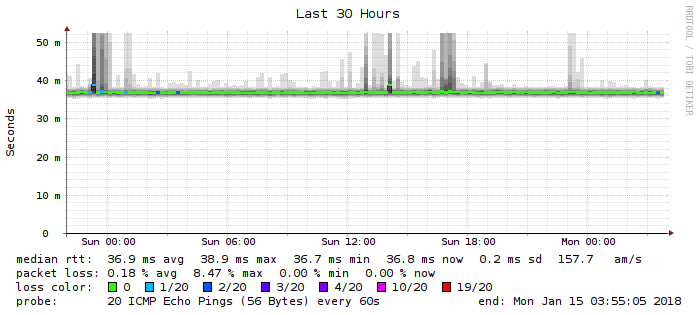 Last 30 Hours
RRDTOOL / TOBI OETIKER
Seconds
50 m
40 m
30 m
20 m
10 m
0
Sun 00:00 Sun 06:00 Sun 12:00 Sun 18:00 Mon 00:00
median rtt: 36.9 ms avg 38.9 ms max 36.7 ms min 36.8 ms now 0.2 ms sd 157.7 am/s
packet loss: 0.18 % avg 8.47 % max 0.00 % min 0.00 % now
loss color: 0 1/20 2/20 3/20 4/20 10/20 19/20
probe: 20 ICMP Echo Pings (56 Bytes) every 60s end: Mon Jan 15 03:55:05 2018